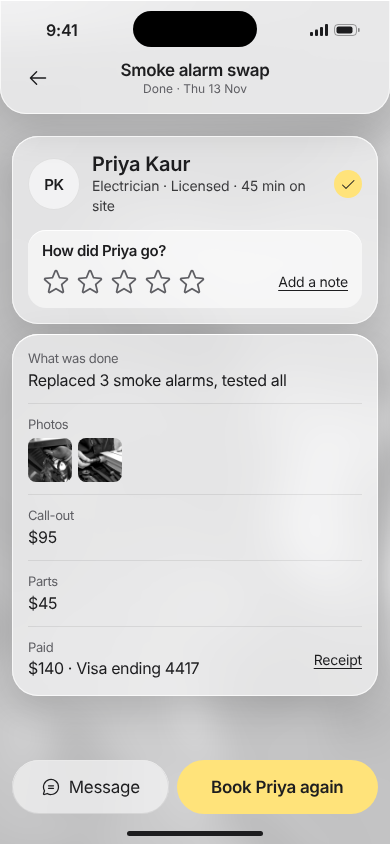 9:41
Smoke alarm swap
Done · Thu 13 Nov
PK
Priya Kaur
Electrician · Licensed · 45 min on
site
How did Priya go?
Add a note
What was done
Replaced 3 smoke alarms, tested all
Photos
Call-out
$95
Parts
$45
Paid
$140 · Visa ending 4417
Receipt
Message
Book Priya again